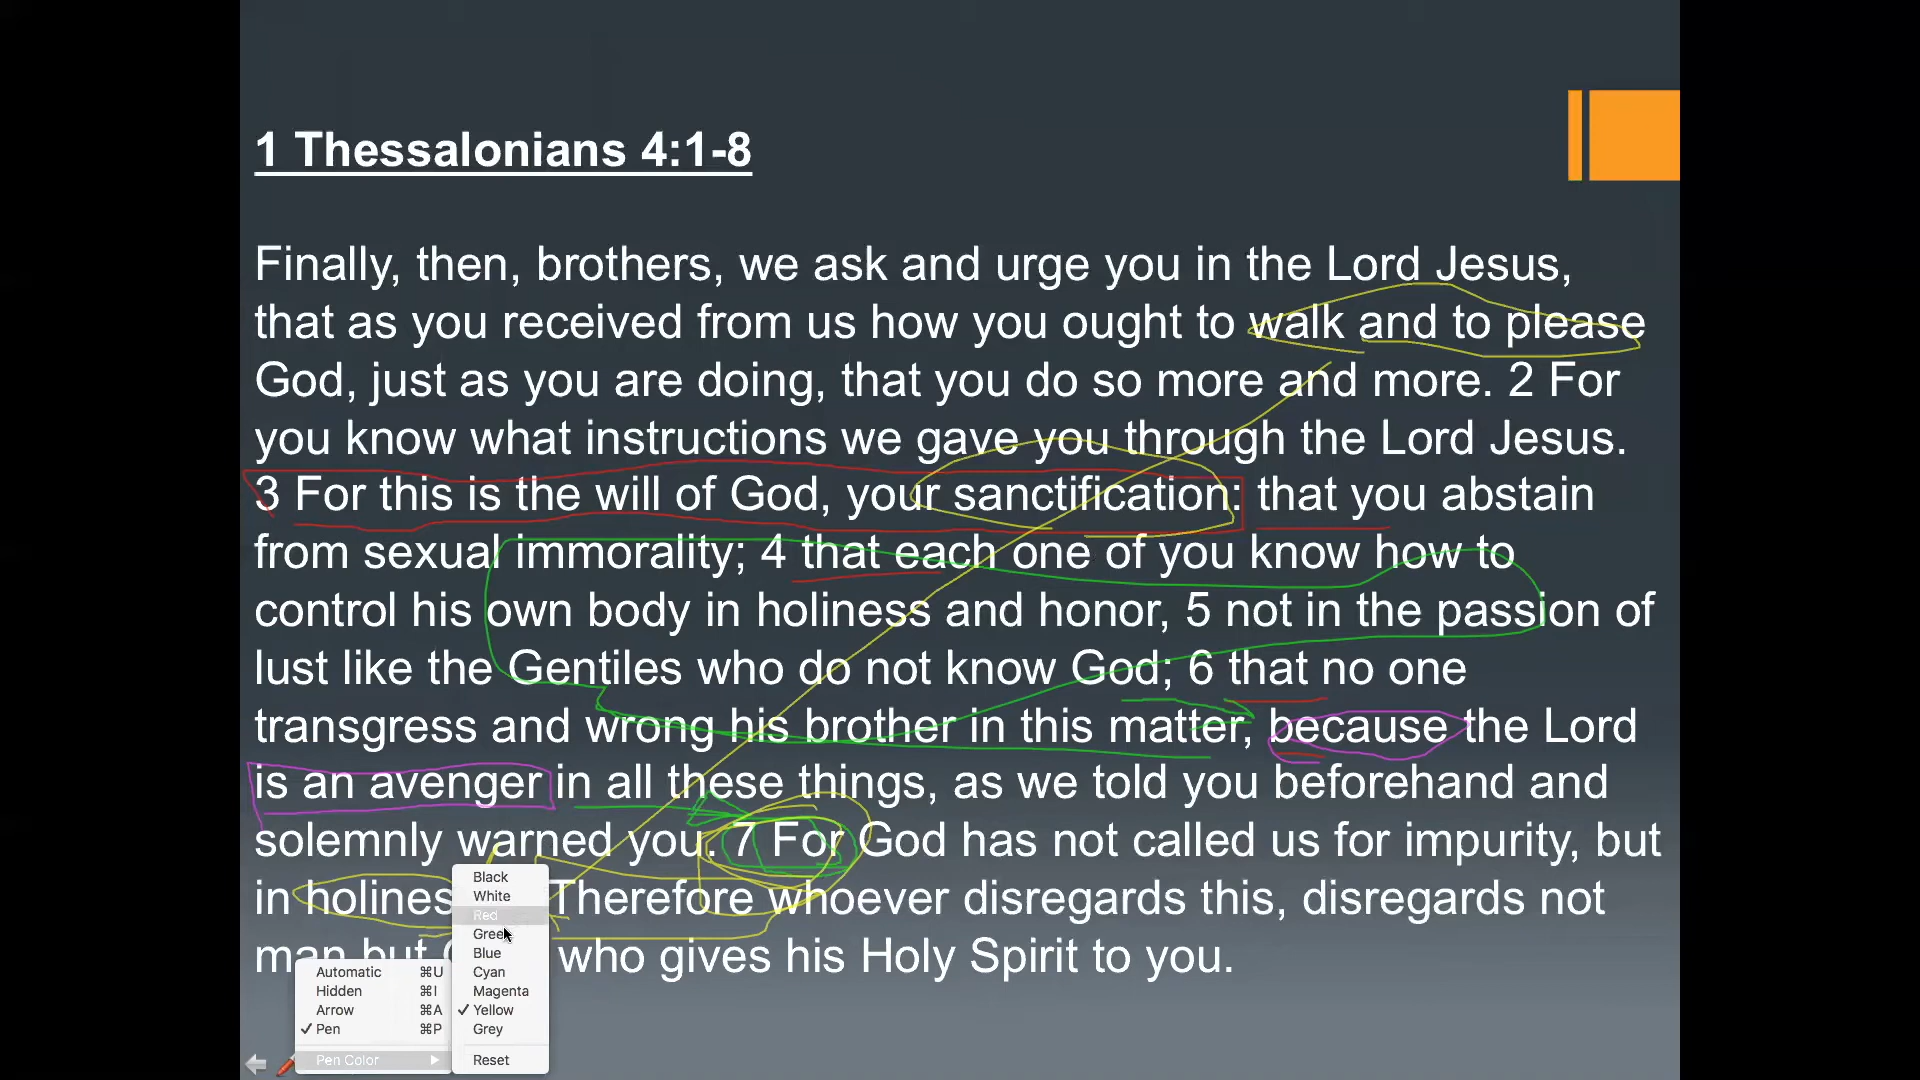 1 Thessalonians 4:1-8
Finally, then, brothers, we ask and urge you in the Lord Jesus,
that as you received from us how you ought to walk and to please
God, just as you are doing, that you do so more and more. 2 For
you know what instructions we gave you through the Lord Jesus.
3 For this is the will of God, your sanctification: that you abstain
from sexual immorality; 4 that each one of you know how to
control his own body in holiness and honor, 5 not in the passion of
lust like the Gentiles who do not know God; 6 that no one
transgress and wrong his brother in this matter, because the Lord
is an avenger in all these things, as we told you beforehand and
solemnly warned you. 7 For God has not called us for impurity, but
in holines Therefore whoever disregards this, disregards not
man but who gives his Holy Spirit to you.
Black
White
Red
Green
Blue
Cyan
Magenta
✓ Yellow
Grey
Reset
Automatic ⌘U
Hidden ⌘I
Arrow ⌘A
✓ Pen ⌘P
Pen Color